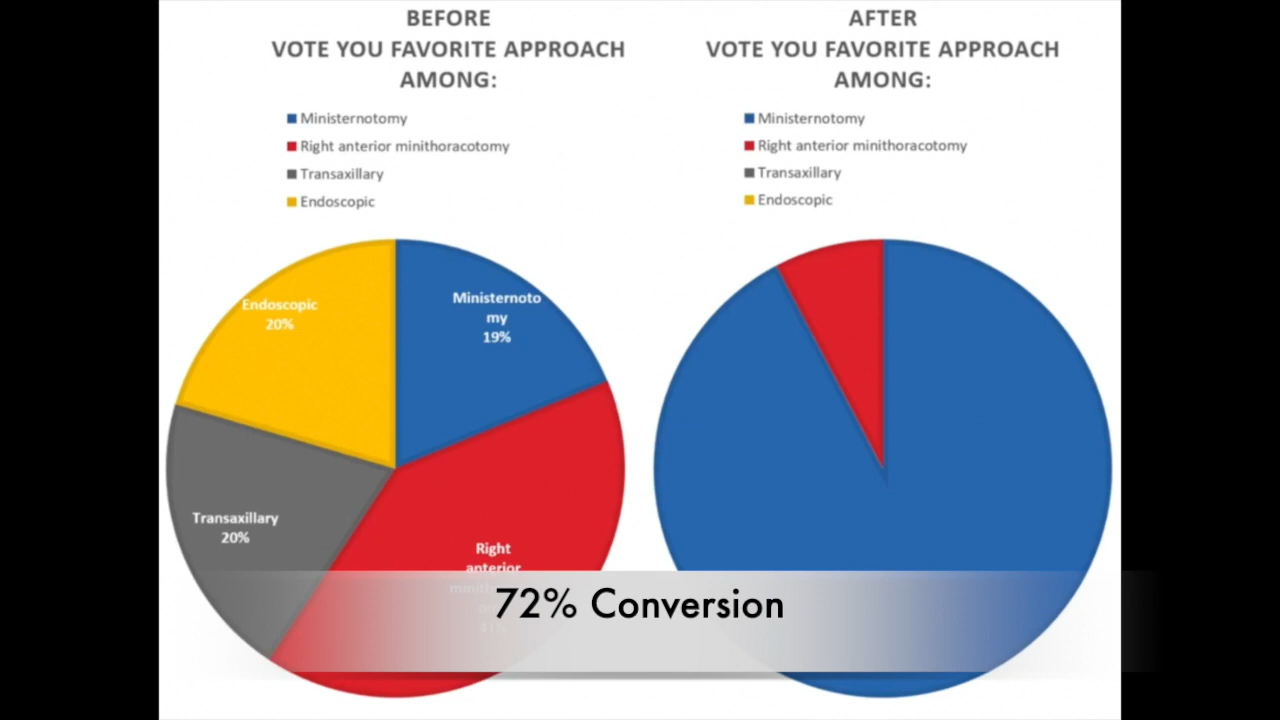 BEFORE
VOTE YOU FAVORITE APPROACH
AMONG:
Ministernotomy
Right anterior minithoracotomy
Transaxillary
Endoscopic
Endoscopic
20%
Ministernoto
my
19%
Transaxillary
20%
Right
anterior
AFTER
VOTE YOU FAVORITE APPROACH
AMONG:
Ministernotomy
Right anterior minithoracotomy
Transaxillary
Endoscopic
72% Conversion